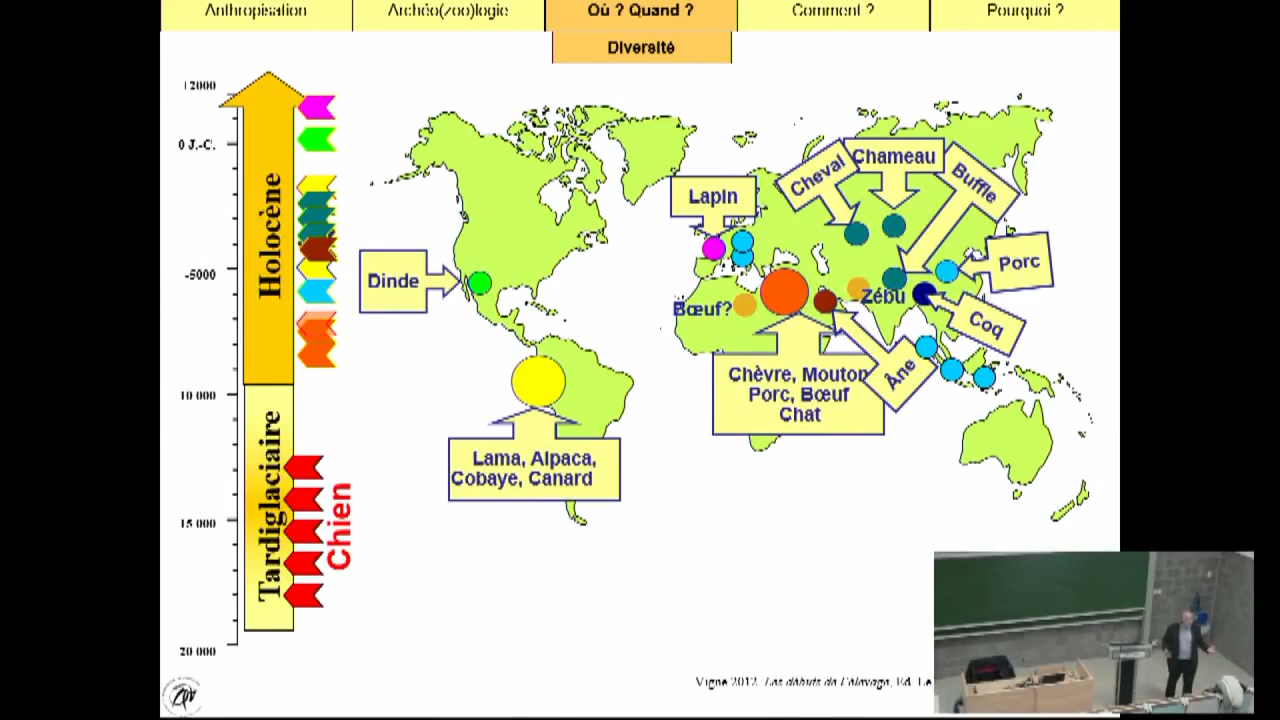 Anthropisation
Archéo(zoo)logie
Où ? Quand ?
Comment ?
Pourquoi ?
Diversité
12000
0 J.-C.
-5000
10 000
15 000
20 000
Holocène
Tardiglaciaire
Chien
Dinde
Lama, Alpaca,
Cobaye, Canard
Lapin
Cheval
Chameau
Buffle
Porc
Coq
Zébu
Bœuf?
Âne
Chèvre, Mouton
Porc, Bœuf
Chat
Vigne 2012. Les débuts de l'élevage, Ed. Le